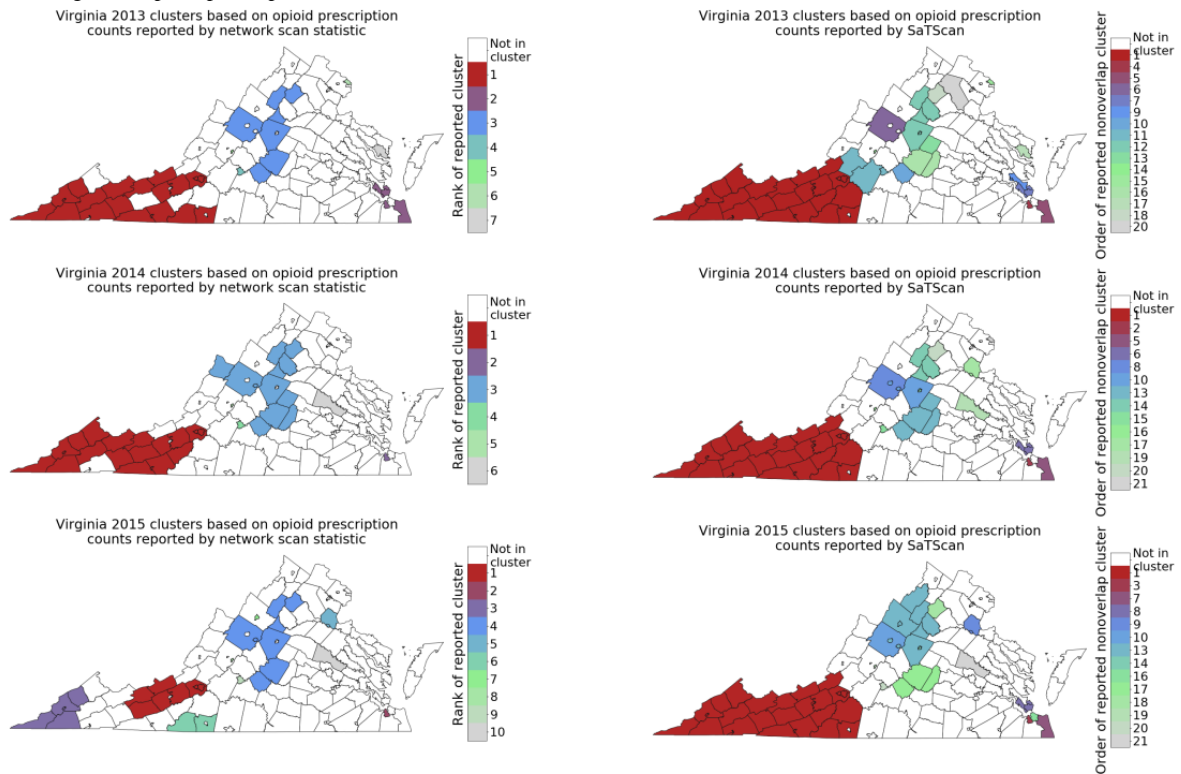 Virginia 2013 clusters based on opioid prescription
counts reported by network scan statistic
Rank of reported cluster
Not in
cluster
1
2
3
4
5
6
7
Virginia 2013 clusters based on opioid prescription
counts reported by SaTScan
Order of reported nonoverlap cluster
Not in
cluster
1
4
5
6
7
9
10
11
12
13
14
15
16
17
18
20
Virginia 2014 clusters based on opioid prescription
counts reported by network scan statistic
Rank of reported cluster
Not in
cluster
1
2
3
4
5
6
Virginia 2014 clusters based on opioid prescription
counts reported by SaTScan
Order of reported nonoverlap cluster
Not in
cluster
1
4
5
6
8
10
13
14
15
16
17
19
20
21
Virginia 2015 clusters based on opioid prescription
counts reported by network scan statistic
Rank of reported cluster
Not in
cluster
1
2
3
4
5
6
7
8
9
10
Virginia 2015 clusters based on opioid prescription
counts reported by SaTScan
Order of reported nonoverlap cluster
Not in
cluster
1
3
7
8
9
10
12
13
14
16
17
18
20
21